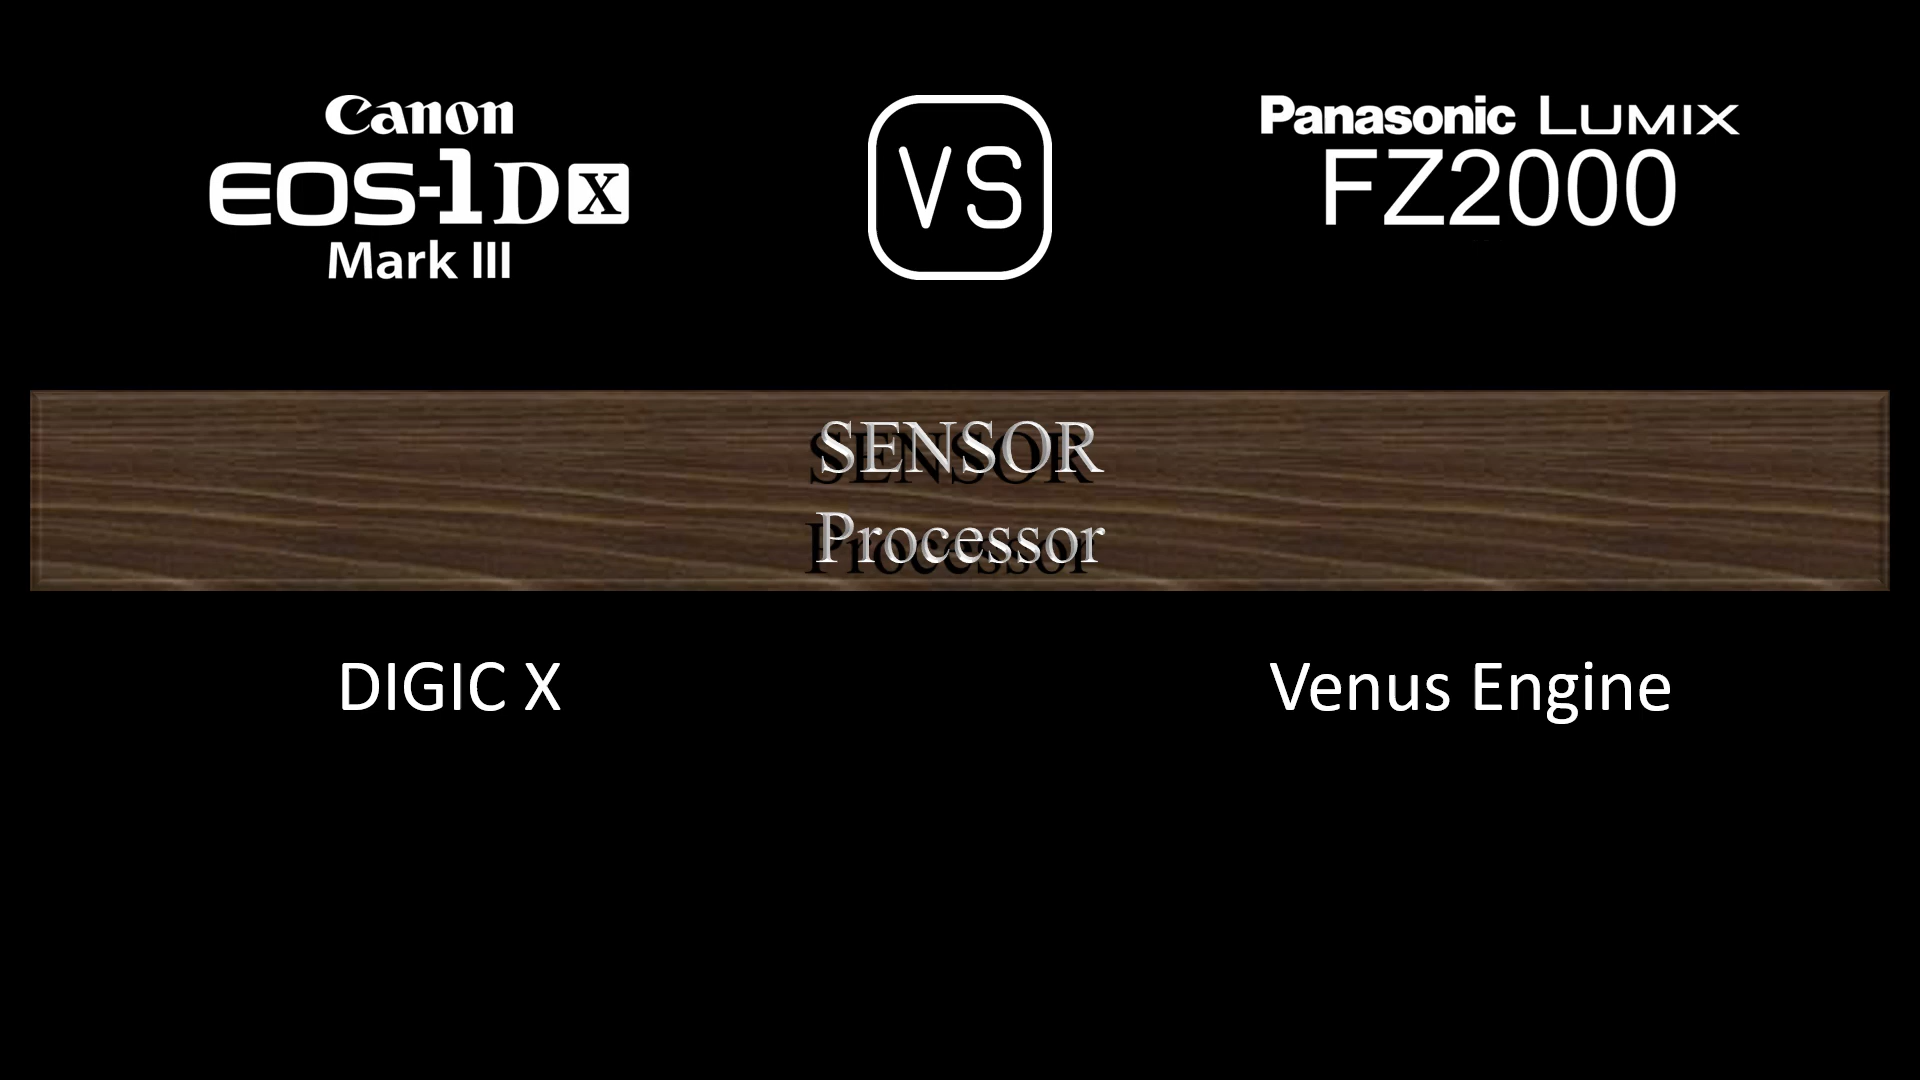 Canon
EOS-1D X
Mark III
VS
Panasonic LUMIX
FZ2000
SENSOR
Processor
DIGIC X
Venus Engine